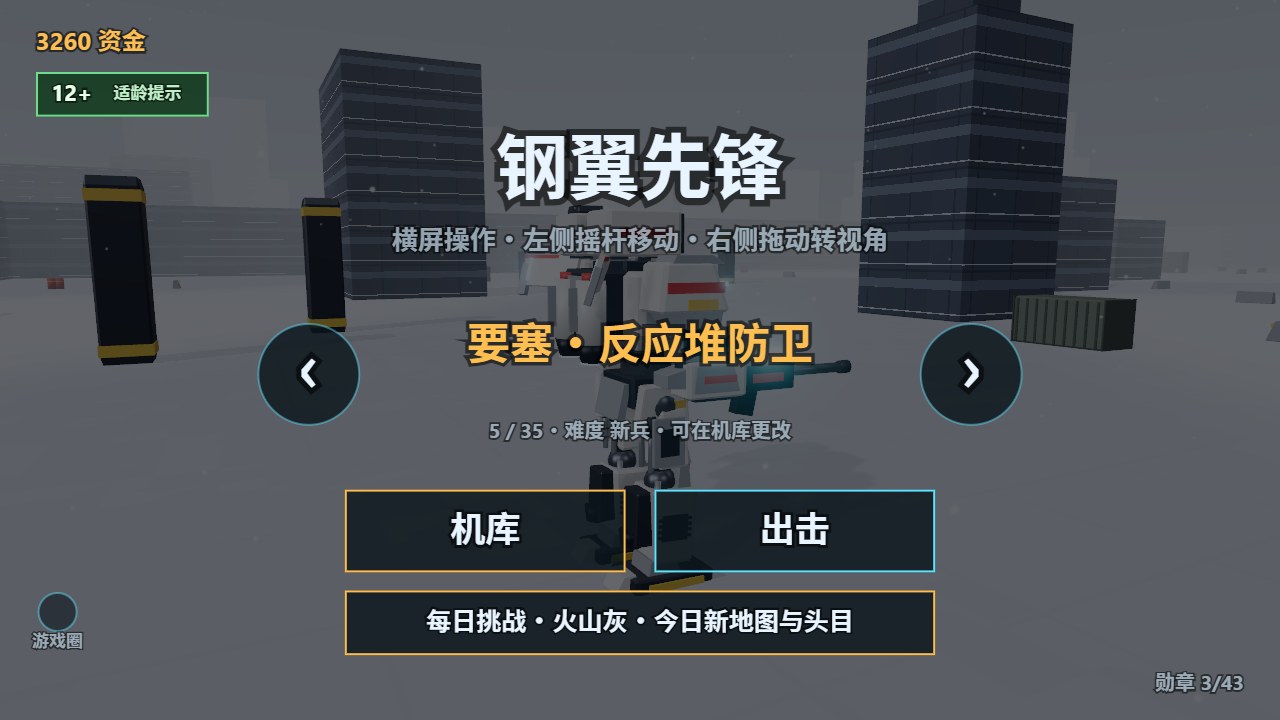 3260 资金
12+ 适龄提示
钢翼先锋
横屏操作·左侧摇杆移动·右侧拖动转视角
要塞·反应堆防卫
‹ ›
5 / 35·难度 新兵·可在机库更改
机库 出击
每日挑战·火山灰·今日新地图与头目
游戏圈
勋章 3/43